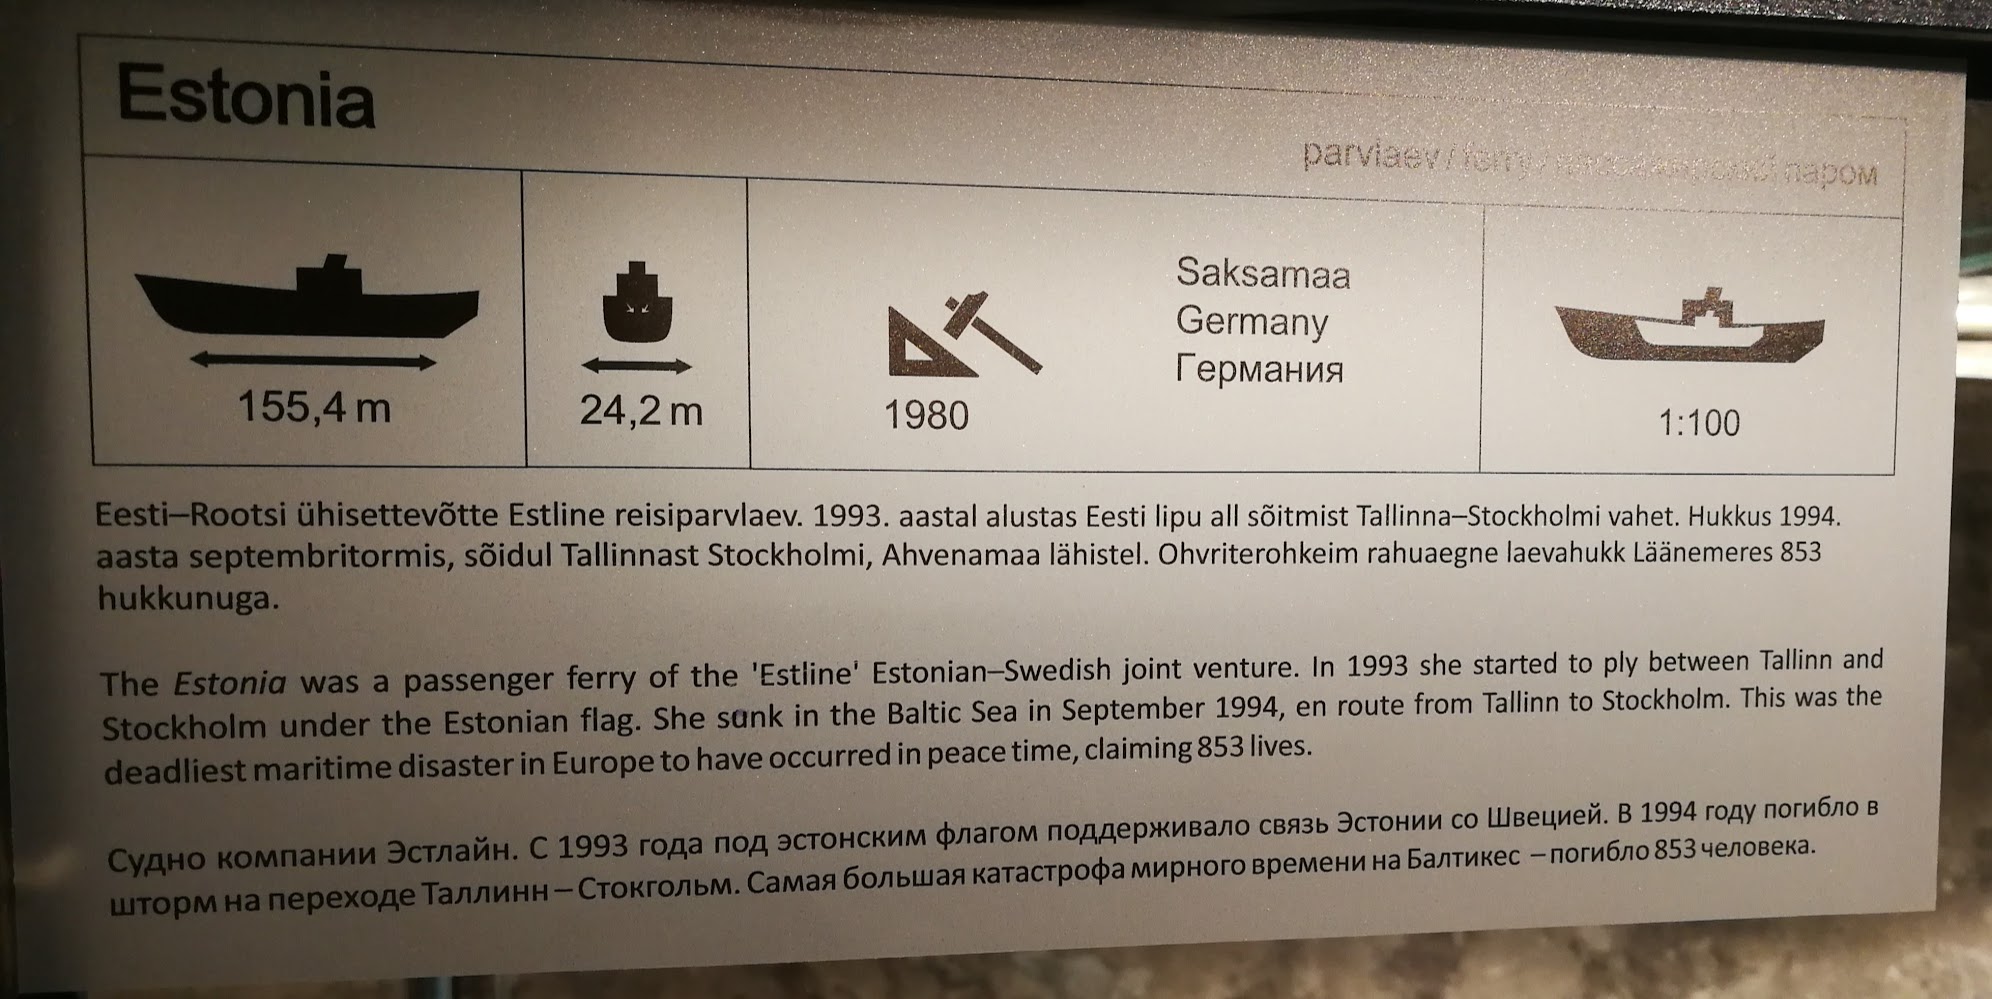 Estonia
parvlaev / ferry / пассажирский паром
155,4 m
24,2 m
1980
Saksamaa
Germany
Германия
1:100
Eesti–Rootsi ühisettevõtte Estline reisiparvlaev. 1993. aastal alustas Eesti lipu all sõitmist Tallinna–Stockholmi vahet. Hukkus 1994.
aasta septembritormis, sõidul Tallinnast Stockholmi, Ahvenamaa lähistel. Ohvriterohkeim rahuaegne laevahukk Läänemeres 853
hukkunuga.
The Estonia was a passenger ferry of the 'Estline' Estonian–Swedish joint venture. In 1993 she started to ply between Tallinn and
Stockholm under the Estonian flag. She sunk in the Baltic Sea in September 1994, en route from Tallinn to Stockholm. This was the
deadliest maritime disaster in Europe to have occurred in peace time, claiming 853 lives.
Судно компании Эстлайн. С 1993 года под эстонским флагом поддерживало связь Эстонии со Швецией. В 1994 году погибло в
шторм на переходе Таллинн – Стокгольм. Самая большая катастрофа мирного времени на Балтикес – погибло 853 человека.